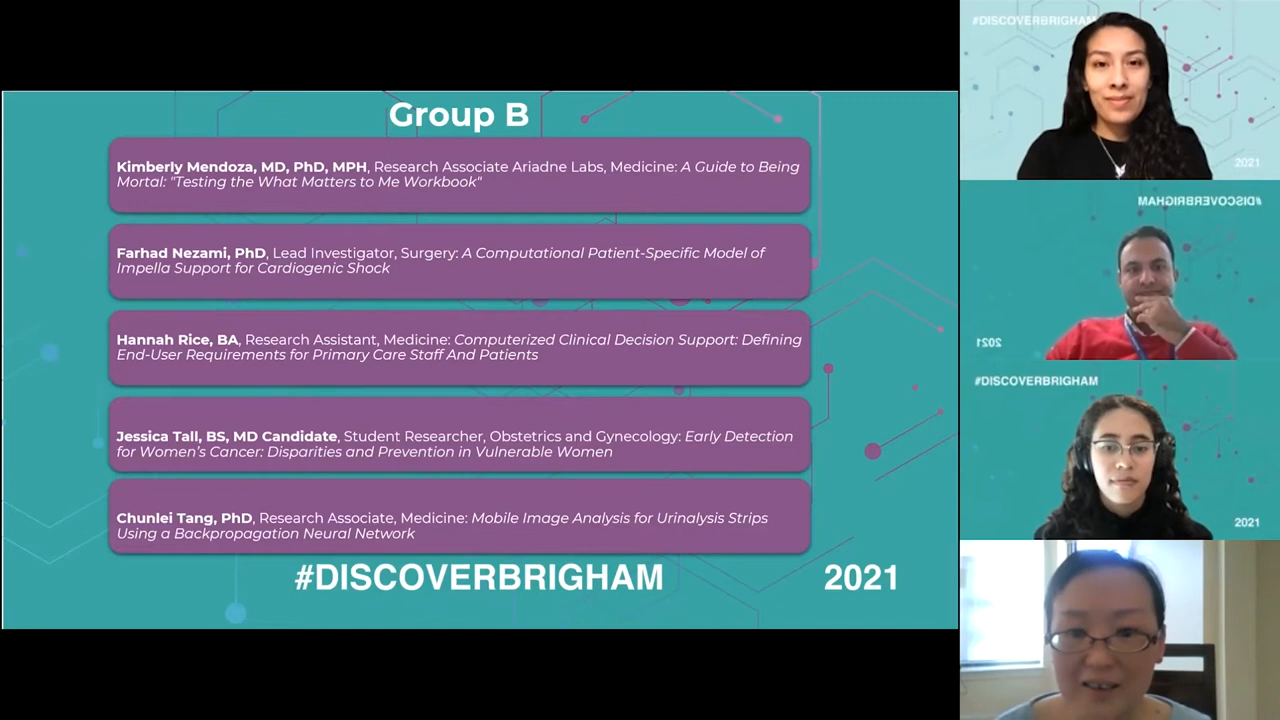 Group B
Kimberly Mendoza, MD, PhD, MPH, Research Associate Ariadne Labs, Medicine: A Guide to Being
Mortal: "Testing the What Matters to Me Workbook"
Farhad Nezami, PhD, Lead Investigator, Surgery: A Computational Patient-Specific Model of
Impella Support for Cardiogenic Shock
Hannah Rice, BA, Research Assistant, Medicine: Computerized Clinical Decision Support: Defining
End-User Requirements for Primary Care Staff And Patients
Jessica Tall, BS, MD Candidate, Student Researcher, Obstetrics and Gynecology: Early Detection
for Women's Cancer: Disparities and Prevention in Vulnerable Women
Chunlei Tang, PhD, Research Associate, Medicine: Mobile Image Analysis for Urinalysis Strips
Using a Backpropagation Neural Network
#DISCOVERBRIGHAM 2021
#DISCOVERBRIGHAM
2021
#DISCOVERBRIGHAM
2021
#DISCOVERBRIGHAM
2021